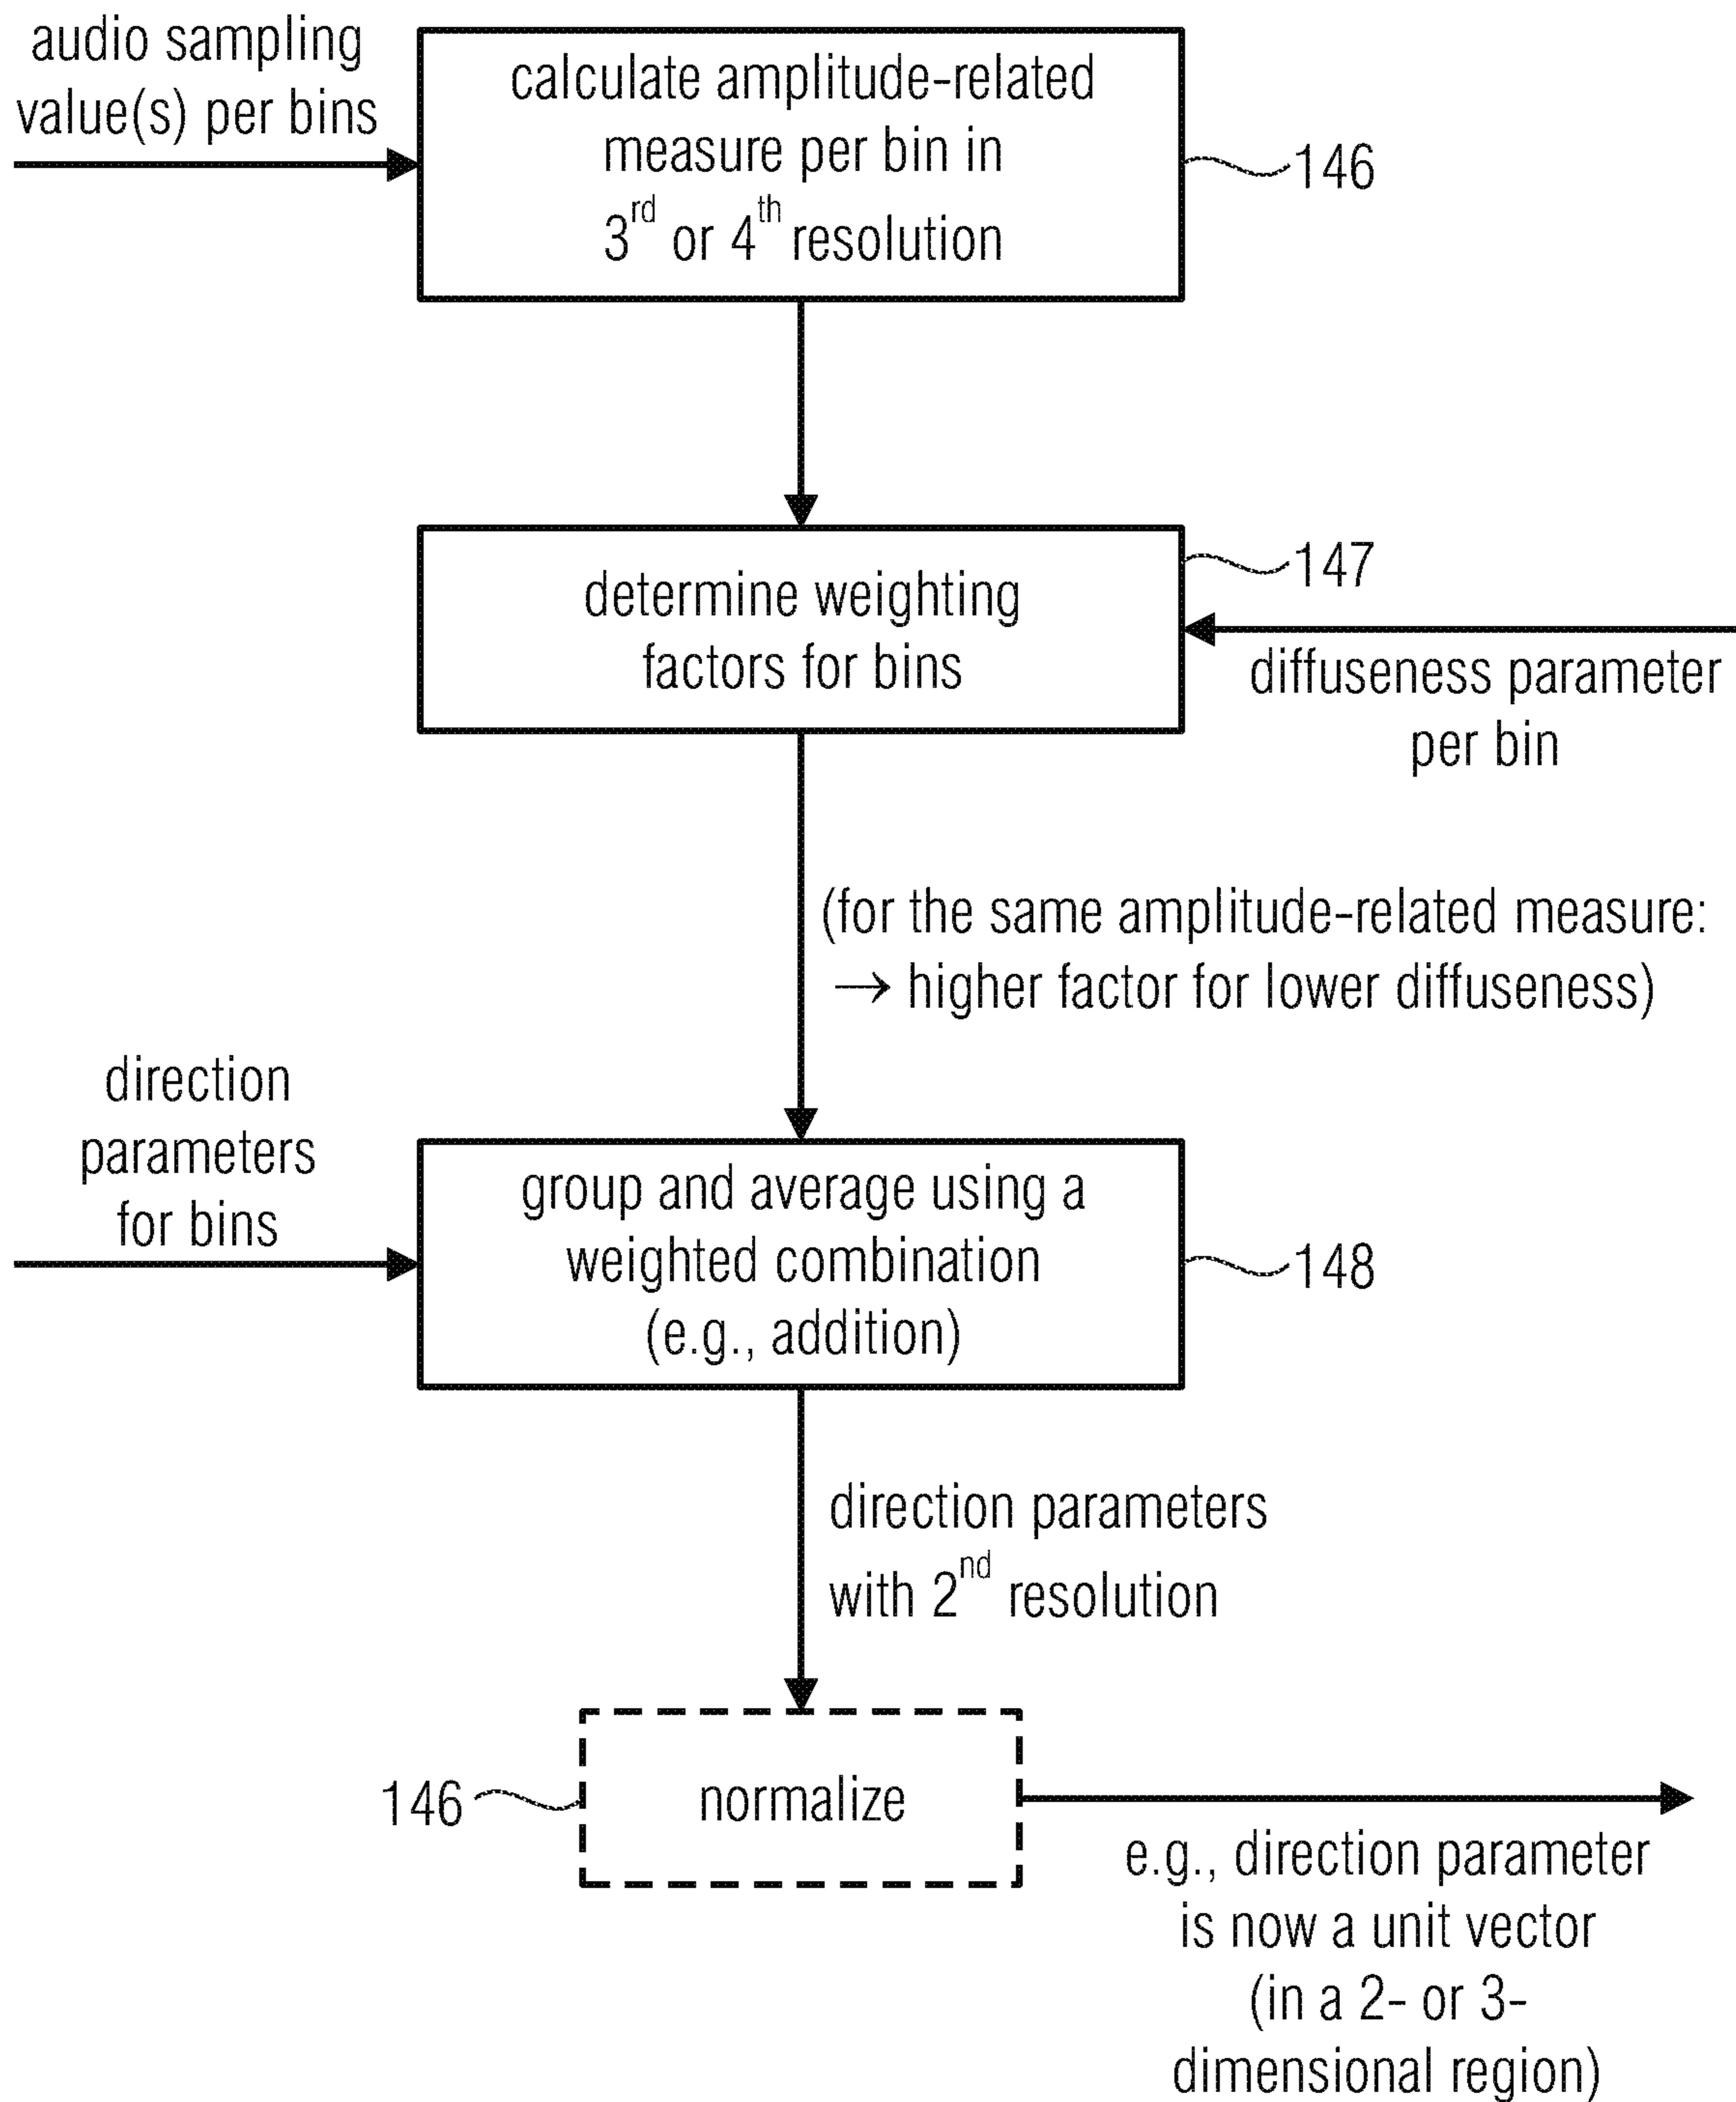 audio sampling
value(s) per bins
calculate amplitude-related
measure per bin in
3rd or 4th resolution
146
determine weighting
factors for bins
147
diffuseness parameter
per bin
(for the same amplitude-related measure:
→ higher factor for lower diffuseness)
direction
parameters
for bins
group and average using a
weighted combination
(e.g., addition)
148
direction parameters
with 2nd resolution
146
normalize
e.g., direction parameter
is now a unit vector
(in a 2- or 3-
dimensional region)